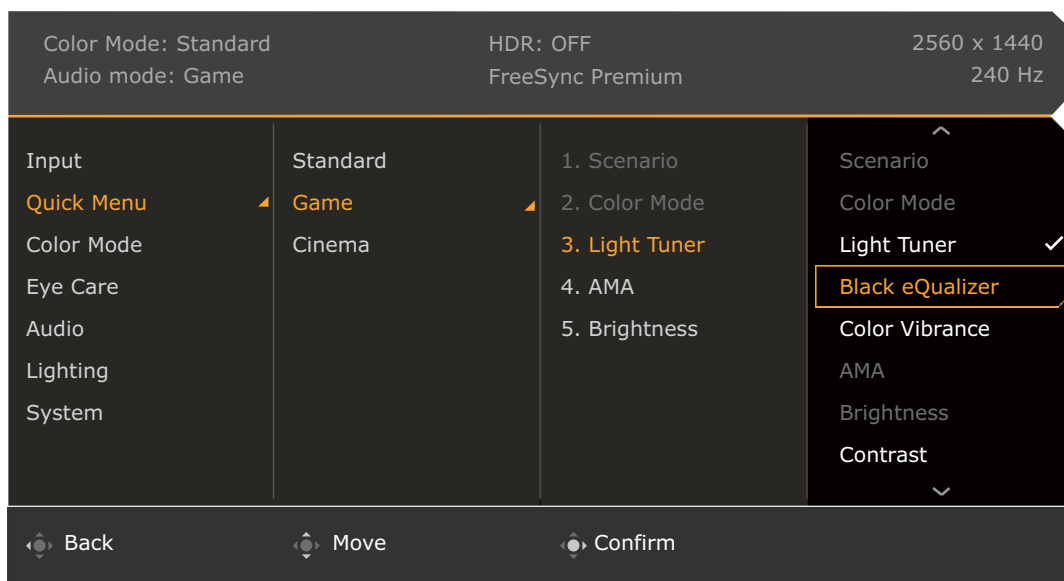 Color Mode: Standard
HDR: OFF
2560 x 1440
Audio mode: Game
FreeSync Premium
240 Hz
Input
Quick Menu
Color Mode
Eye Care
Audio
Lighting
System
Standard
Game
Cinema
1. Scenario
2. Color Mode
3. Light Tuner
4. AMA
5. Brightness
Scenario
Color Mode
Light Tuner
Black eQualizer
Color Vibrance
AMA
Brightness
Contrast
Back
Move
Confirm